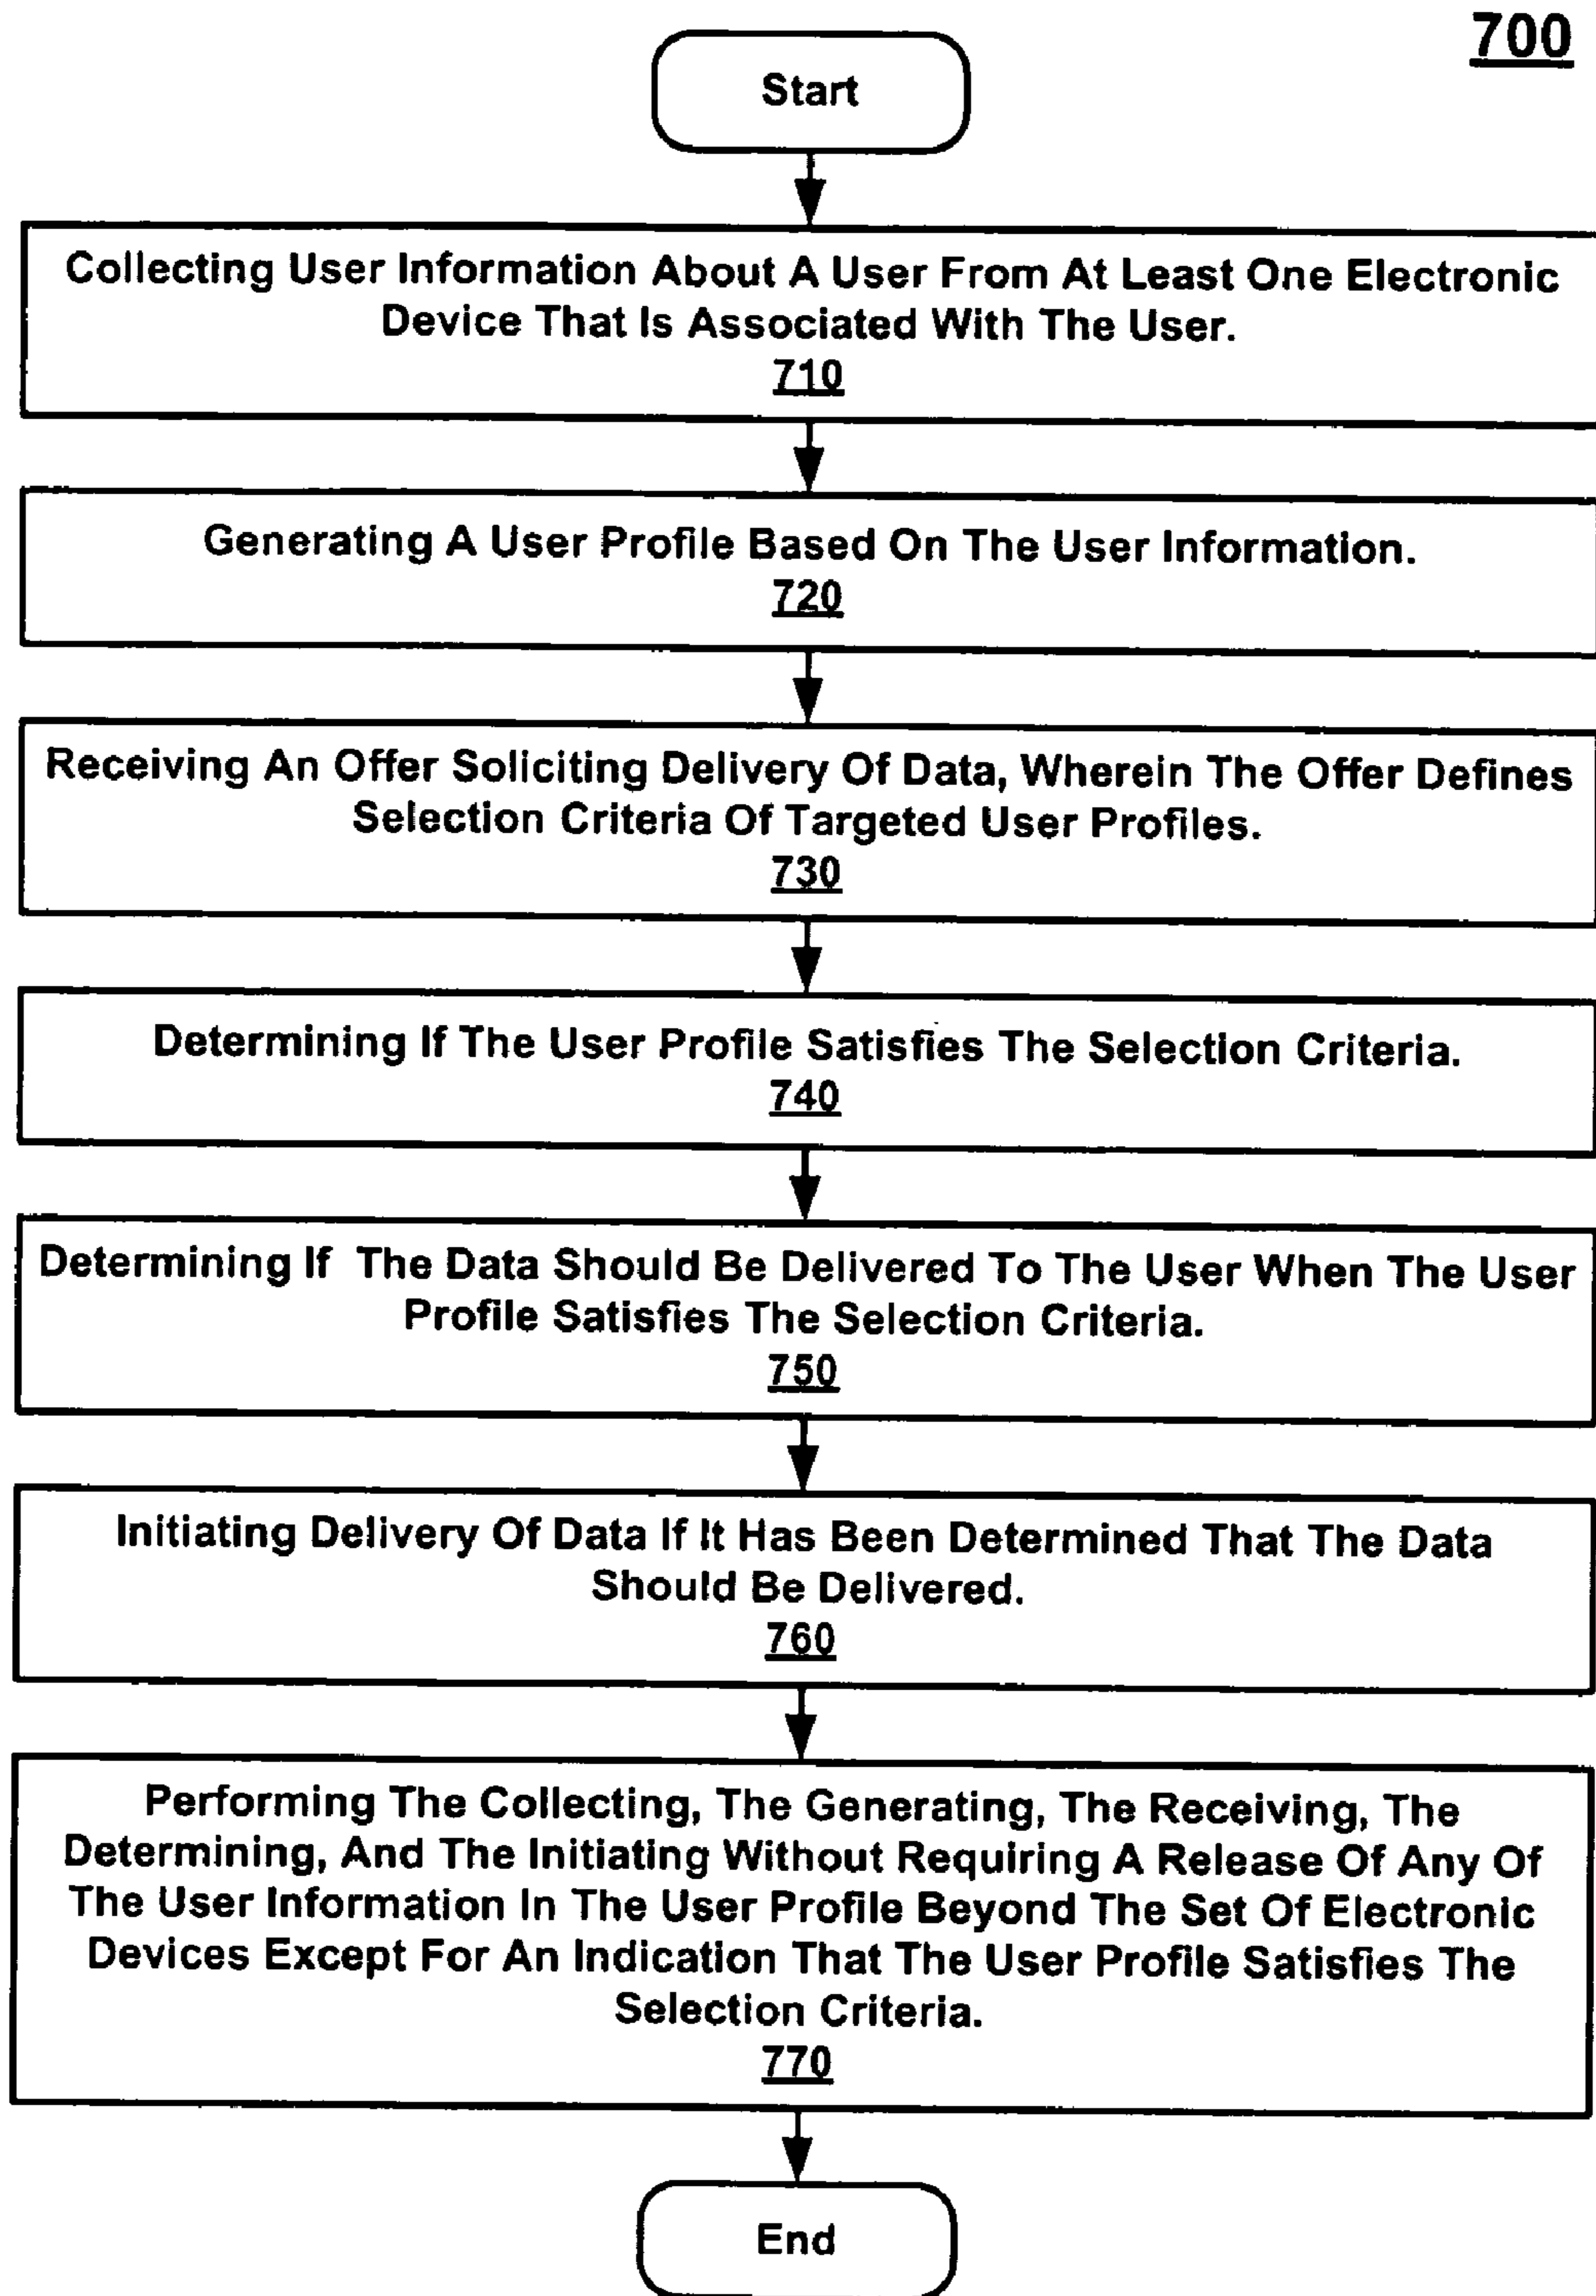 700
Start
Collecting User Information About A User From At Least One Electronic
Device That Is Associated With The User.
710
Generating A User Profile Based On The User Information.
720
Receiving An Offer Soliciting Delivery Of Data, Wherein The Offer Defines
Selection Criteria Of Targeted User Profiles.
730
Determining If The User Profile Satisfies The Selection Criteria.
740
Determining If The Data Should Be Delivered To The User When The User
Profile Satisfies The Selection Criteria.
750
Initiating Delivery Of Data If It Has Been Determined That The Data
Should Be Delivered.
760
Performing The Collecting, The Generating, The Receiving, The
Determining, And The Initiating Without Requiring A Release Of Any Of
The User Information In The User Profile Beyond The Set Of Electronic
Devices Except For An Indication That The User Profile Satisfies The
Selection Criteria.
770
End